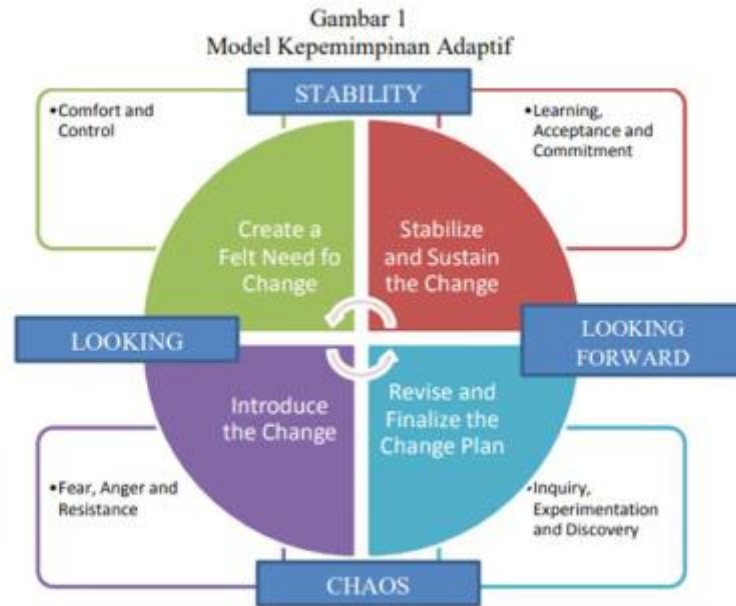 Gambar 1
Model Kepemimpinan Adaptif
STABILITY
•Comfort and
Control
•Learning,
Acceptance and
Commitment
Create a
Felt Need fo
Change
Stabilize
and Sustain
the Change
LOOKING
LOOKING
FORWARD
Introduce
the Change
Revise and
Finalize the
Change Plan
•Fear, Anger and
Resistance
•Inquiry,
Experimentation
and Discovery
CHAOS